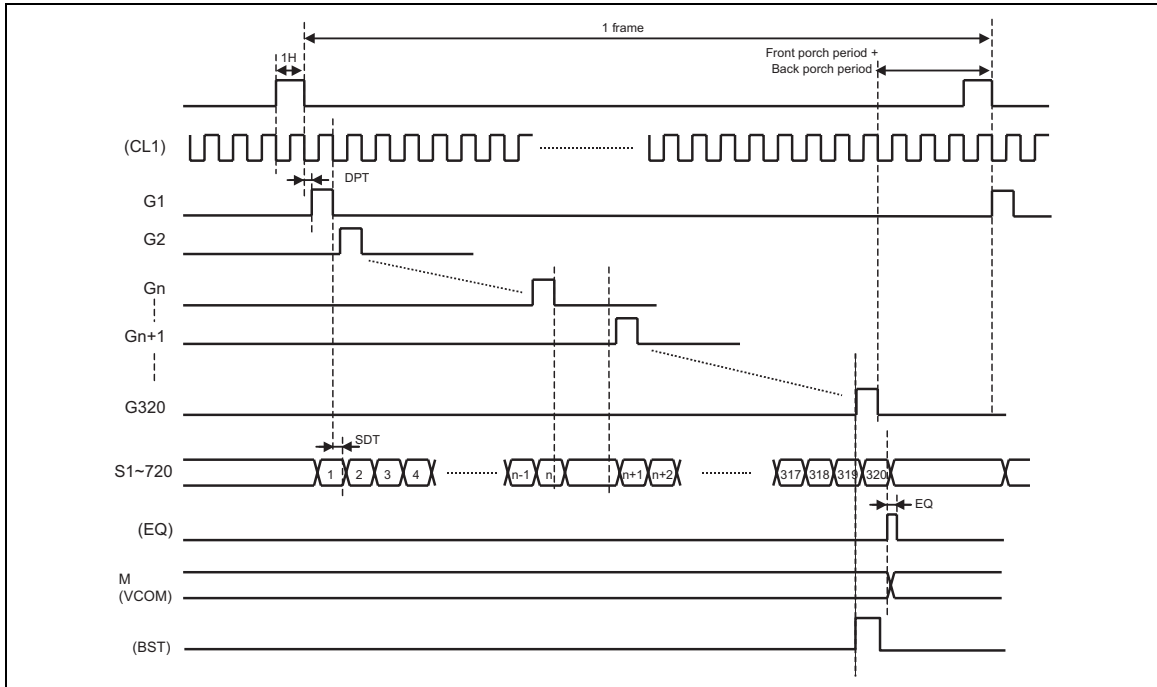 1 frame
1H
Front porch period +
Back porch period
(CL1)
DPT
G1
G2
Gn
Gn+1
G320
SDT
S1~720
1 2 3 4 n-1 n n+1 n+2 317 318 319 320
EQ
(EQ)
M
(VCOM)
(BST)